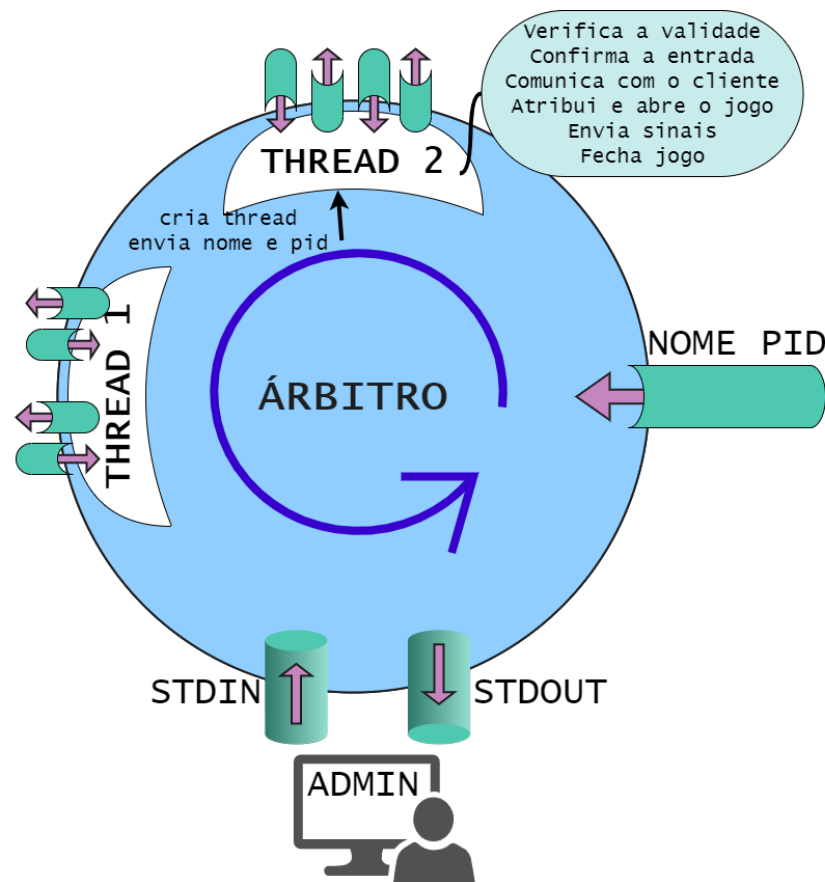 Verifica a validade
Confirma a entrada
Comunica com o cliente
Atribui e abre o jogo
Envia sinais
Fecha jogo
THREAD 2
cria thread
envia nome e pid
THREAD 1
NOME PID
ÁRBITRO
STDIN
STDOUT
ADMIN